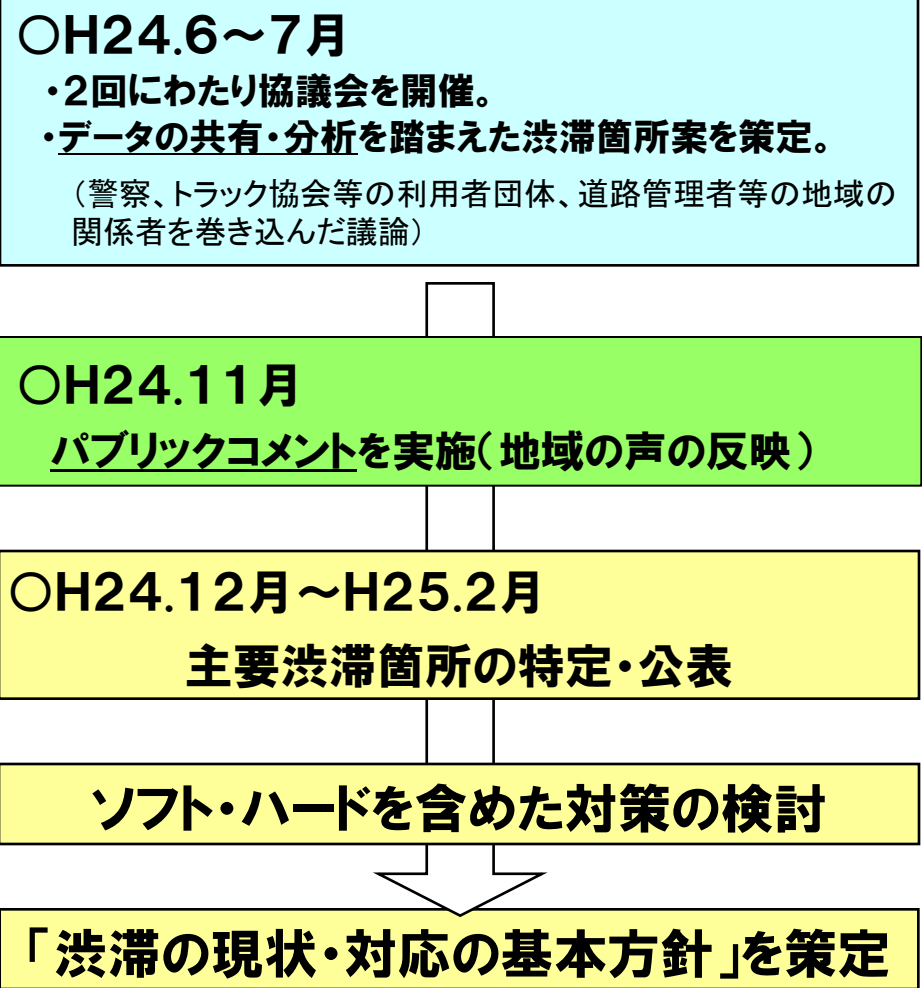 ○H24.6～7月
・2回にわたり協議会を開催。
・データの共有・分析を踏まえた渋滞箇所案を策定。
（警察、トラック協会等の利用者団体、道路管理者等の地域の
関係者を巻き込んだ議論）
○H24.11月
パブリックコメントを実施（地域の声の反映）
○H24.12月～H25.2月
主要渋滞箇所の特定・公表
ソフト・ハードを含めた対策の検討
「渋滞の現状・対応の基本方針」を策定